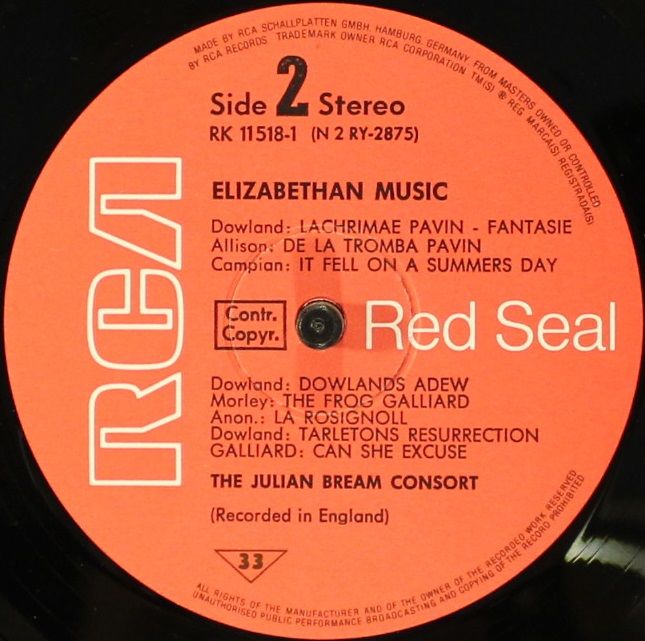 MADE BY RCA SCHALLPLATTEN GMBH, HAMBURG, GERMANY, FROM MASTERS OWNED OR CONTROLLED
BY RCA RECORDS TRADEMARK OWNER RCA CORPORATION TM(S) ® REG. MARCA(S) REGISTRADA(S)
Side 2 Stereo
RK 11518-1 (N 2 RY-2875)
RCA
ELIZABETHAN MUSIC
Dowland: LACHRIMAE PAVIN - FANTASIE
Allison: DE LA TROMBA PAVIN
Campian: IT FELL ON A SUMMERS DAY
Contr.
Copyr.
Red Seal
Dowland: DOWLANDS ADEW
Morley: THE FROG GALLIARD
Anon.: LA ROSIGNOLL
Dowland: TARLETONS RESURRECTION
GALLIARD: CAN SHE EXCUSE
THE JULIAN BREAM CONSORT
(Recorded in England)
33
ALL RIGHTS OF THE MANUFACTURER AND OF THE OWNER OF THE RECORDED WORK RESERVED
UNAUTHORISED PUBLIC PERFORMANCE BROADCASTING AND COPYING OF THE RECORD PROHIBITED